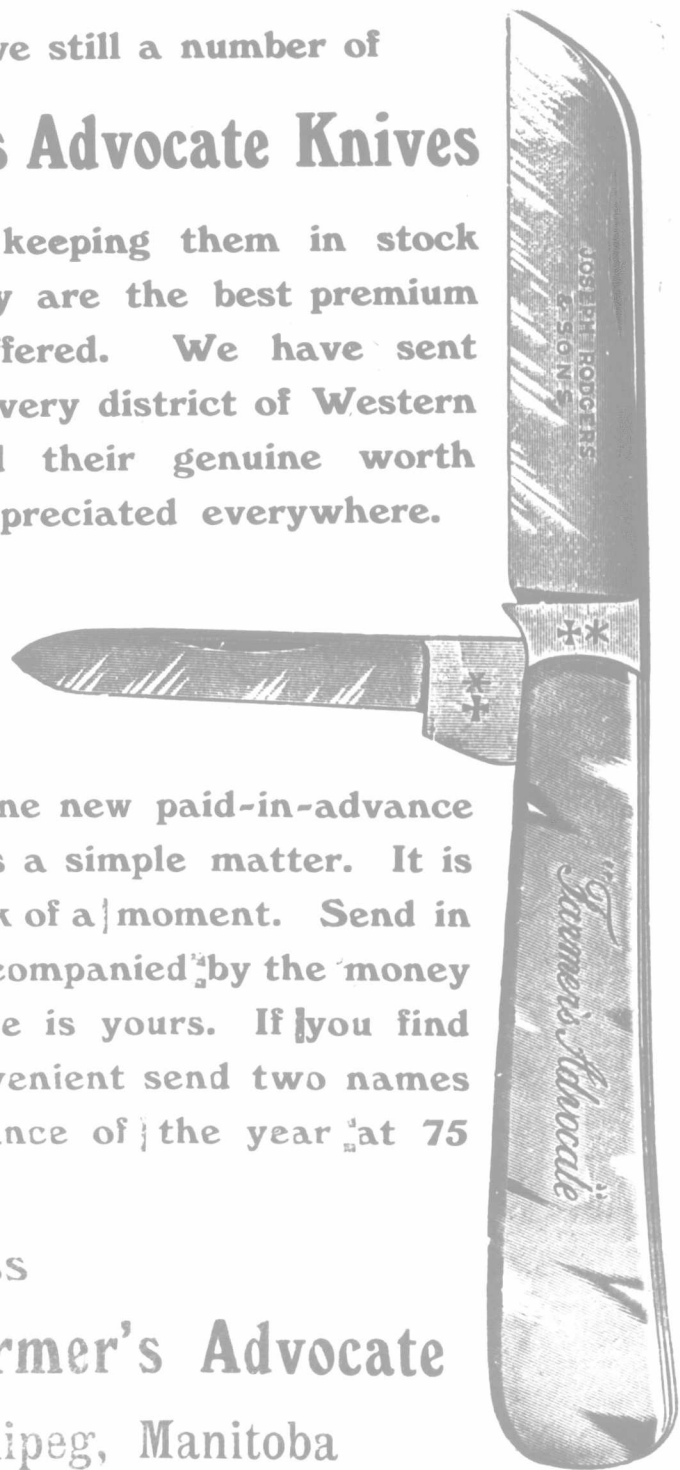 ve still a number of
s Advocate Knives
keeping them in stock
y are the best premium
ffered. We have sent
very district of Western
d their genuine worth
preciated everywhere.
JOSEPH RODGERS
& SONS
ne new paid-in-advance
s a simple matter. It is
k of a moment. Send in
companied by the money
e is yours. If you find
venient send two names
nce of the year at 75
"Farmer's Advocate"
ss
rmer's Advocate
ipeg, Manitoba